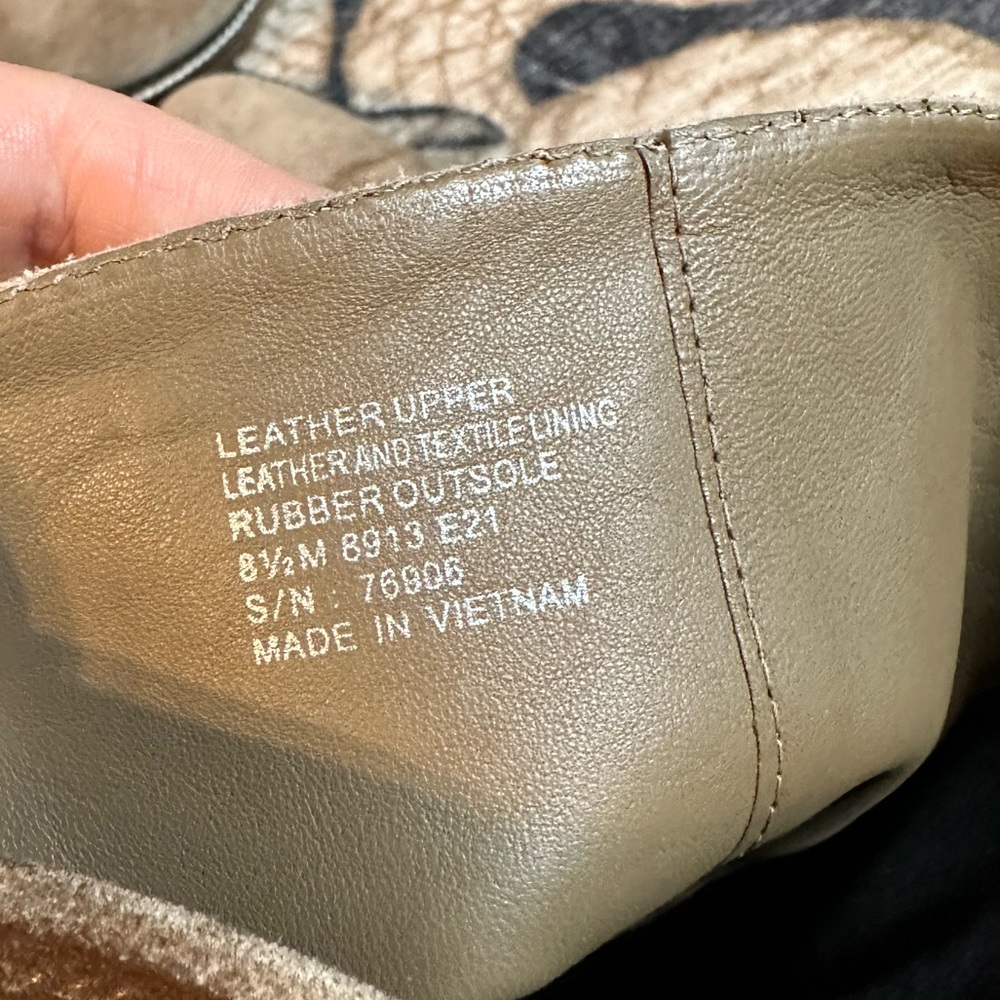 LEATHER UPPER
LEATHER AND TEXTILE LINING
RUBBER OUTSOLE
8½M 8913 E21
S/N : 76906
MADE IN VIETNAM